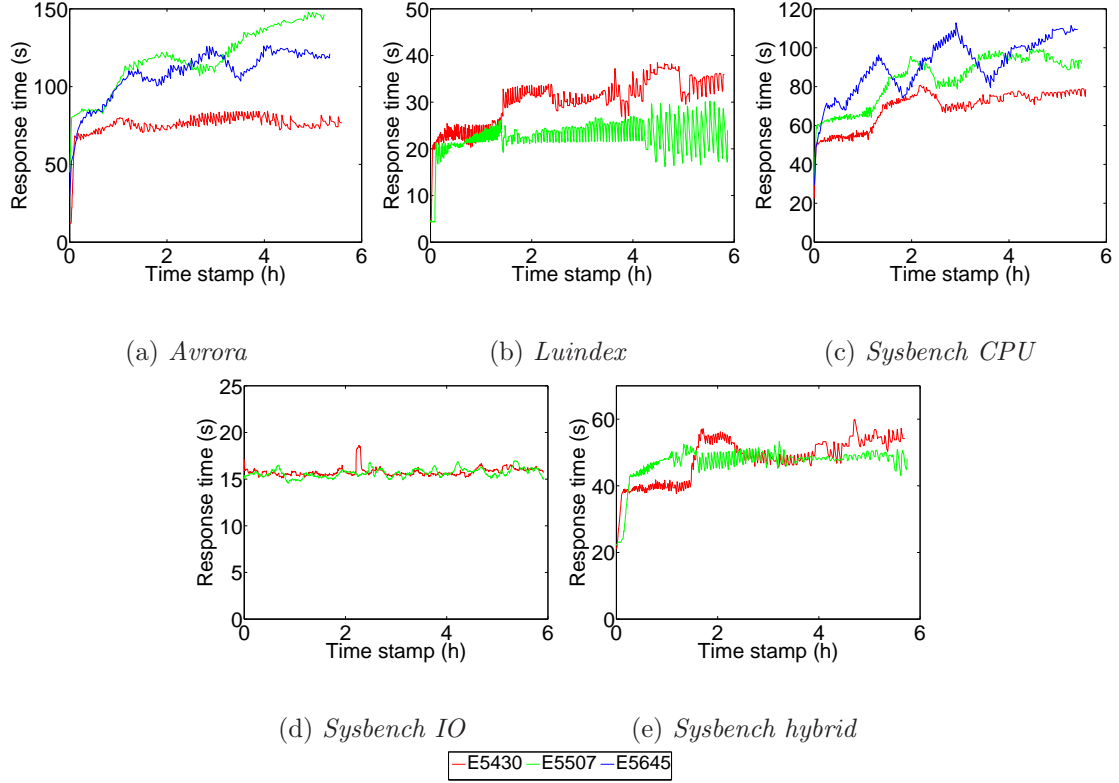 150
100
50
0
Response time (s)
0 2 4 6
Time stamp (h)
(a) Avrora
50
40
30
20
10
0
Response time (s)
0 2 4 6
Time stamp (h)
(b) Luindex
120
100
80
60
40
20
0
Response time (s)
0 2 4 6
Time stamp (h)
(c) Sysbench CPU
25
20
15
10
5
0
Response time (s)
0 2 4 6
Time stamp (h)
(d) Sysbench IO
60
40
20
0
Response time (s)
0 2 4 6
Time stamp (h)
(e) Sysbench hybrid
E5430 E5507 E5645